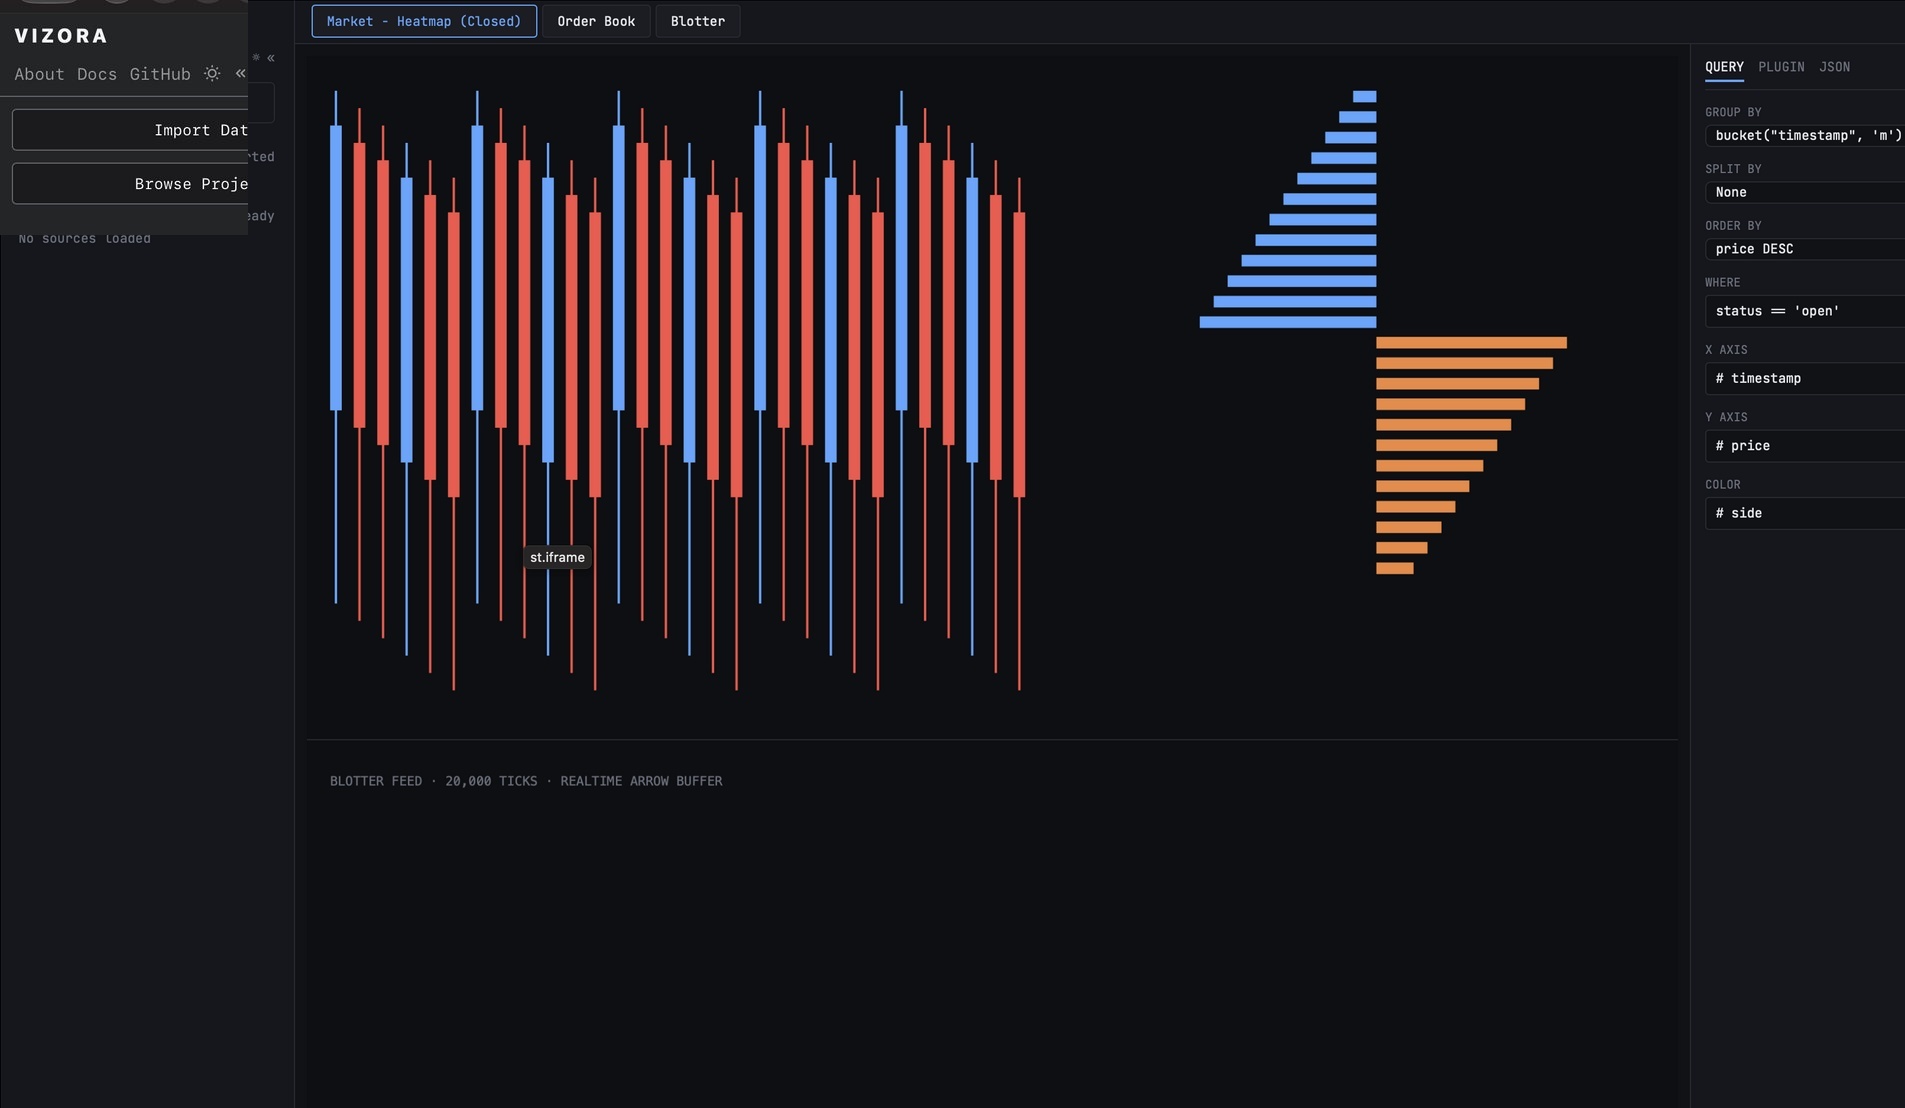 VIZORA
About Docs GitHub «
Import Dat
Browse Proje
«
rted
eady
No sources loaded
Market - Heatmap (Closed)
Order Book
Blotter
st.iframe
BLOTTER FEED · 20,000 TICKS · REALTIME ARROW BUFFER
QUERY PLUGIN JSON
GROUP BY
bucket("timestamp", 'm')
SPLIT BY
None
ORDER BY
price DESC
WHERE
status == 'open'
X AXIS
# timestamp
Y AXIS
# price
COLOR
# side